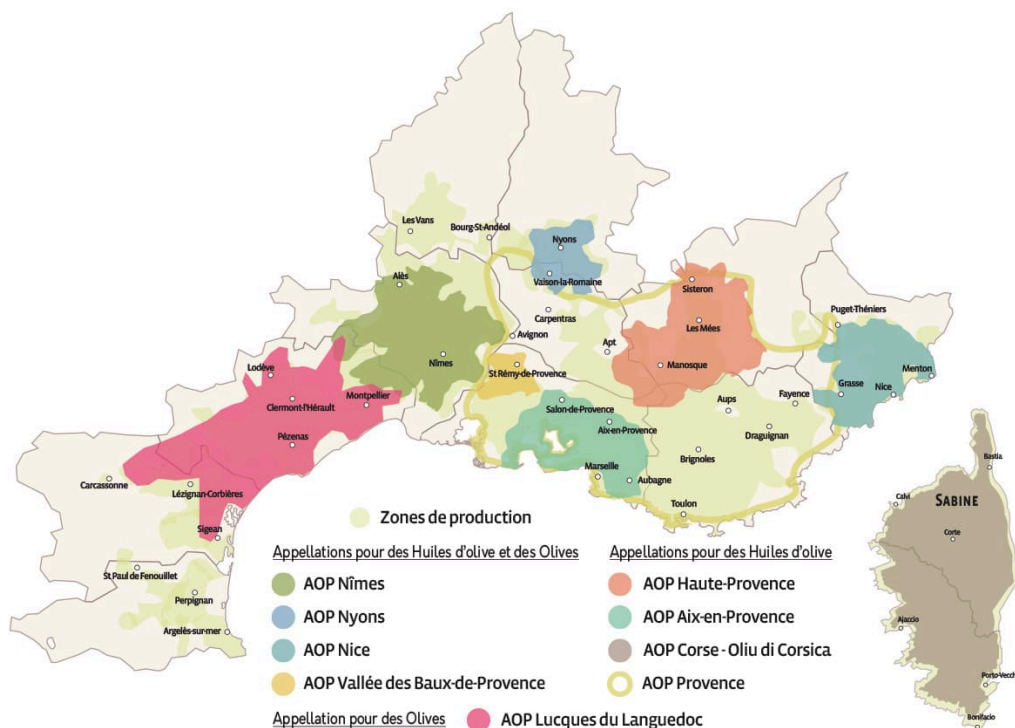 Les Vans
Bourg-St-Andéol
Nyons
Alès
Vaison-la-Romaine
Sisteron
Puget-Théniers
Carpentras
Les Mées
Avignon
Apt
Nîmes
St Rémy-de-Provence
Manosque
Menton
Lodève
Grasse
Nice
Clermont-l'Hérault
Montpellier
Salon-de-Provence
Aups
Fayence
Aix-en-Provence
Draguignan
Pézenas
Brignoles
Marseille
Aubagne
Carcassonne
Lézignan-Corbières
Toulon
Sigean
St Paul de Fenouillet
Perpignan
Argelès-sur-mer
Bastia
Calvi
SABINE
Corte
Ajaccio
Porto-Vecch
Bonifacio
Zones de production
Appellations pour des Huiles d'olive et des Olives
AOP Nîmes
AOP Nyons
AOP Nice
AOP Vallée des Baux-de-Provence
Appellations pour des Huiles d'olive
AOP Haute-Provence
AOP Aix-en-Provence
AOP Corse - Oliu di Corsica
AOP Provence
Appellation pour des Olives
AOP Lucques du Languedoc